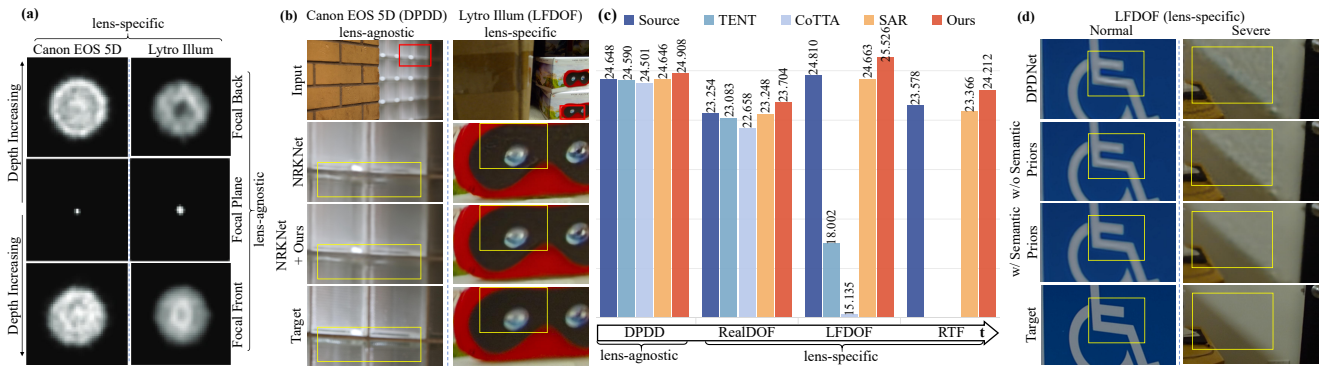 (a)
lens-specific
Canon EOS 5D Lytro Illum
Depth Increasing
Depth Increasing
Focal Back
Focal Plane
Focal Front
lens-agnostic
(b)
Canon EOS 5D (DPDD) Lytro Illum (LFDOF)
lens-agnostic lens-specific
Input
NRKNet
NRKNet
+ Ours
Target
(c)
Source TENT CoTTA SAR Ours
24.648 24.590 24.501 24.646 24.908
23.254 23.083 22.658 23.248 23.704
24.810 18.002 15.135 24.663 25.526
23.578 23.366 24.212
DPDD RealDOF LFDOF RTF t
lens-agnostic lens-specific
(d)
LFDOF (lens-specific)
Normal Severe
DPDNet
w/o Semantic
Priors
w/ Semantic
Priors
Target